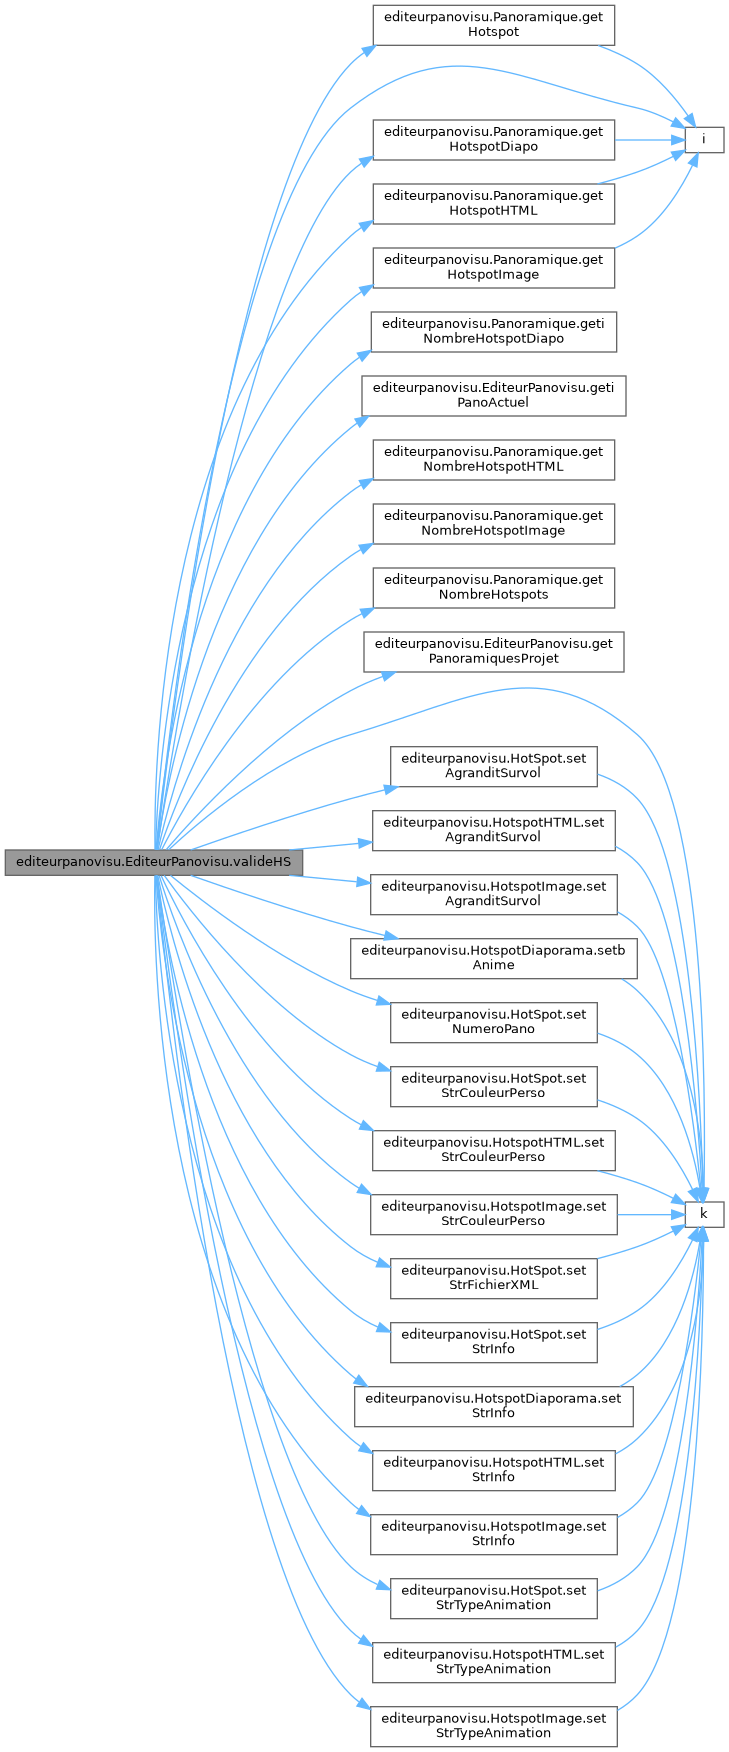 editeurpanovisu.Panoramique.get
Hotspot
i
editeurpanovisu.Panoramique.get
HotspotDiapo
editeurpanovisu.Panoramique.get
HotspotHTML
editeurpanovisu.Panoramique.get
HotspotImage
editeurpanovisu.Panoramique.geti
NombreHotspotDiapo
editeurpanovisu.EditeurPanovisu.geti
PanoActuel
editeurpanovisu.Panoramique.get
NombreHotspotHTML
editeurpanovisu.Panoramique.get
NombreHotspotImage
editeurpanovisu.Panoramique.get
NombreHotspots
editeurpanovisu.EditeurPanovisu.get
PanoramiquesProjet
editeurpanovisu.HotSpot.set
AgranditSurvol
editeurpanovisu.HotspotHTML.set
AgranditSurvol
editeurpanovisu.EditeurPanovisu.valideHS
editeurpanovisu.HotspotImage.set
AgranditSurvol
editeurpanovisu.HotspotDiaporama.setb
Anime
editeurpanovisu.HotSpot.set
NumeroPano
editeurpanovisu.HotSpot.set
StrCouleurPerso
editeurpanovisu.HotspotHTML.set
StrCouleurPerso
editeurpanovisu.HotspotImage.set
StrCouleurPerso
k
editeurpanovisu.HotSpot.set
StrFichierXML
editeurpanovisu.HotSpot.set
StrInfo
editeurpanovisu.HotspotDiaporama.set
StrInfo
editeurpanovisu.HotspotHTML.set
StrInfo
editeurpanovisu.HotspotImage.set
StrInfo
editeurpanovisu.HotSpot.set
StrTypeAnimation
editeurpanovisu.HotspotHTML.set
StrTypeAnimation
editeurpanovisu.HotspotImage.set
StrTypeAnimation